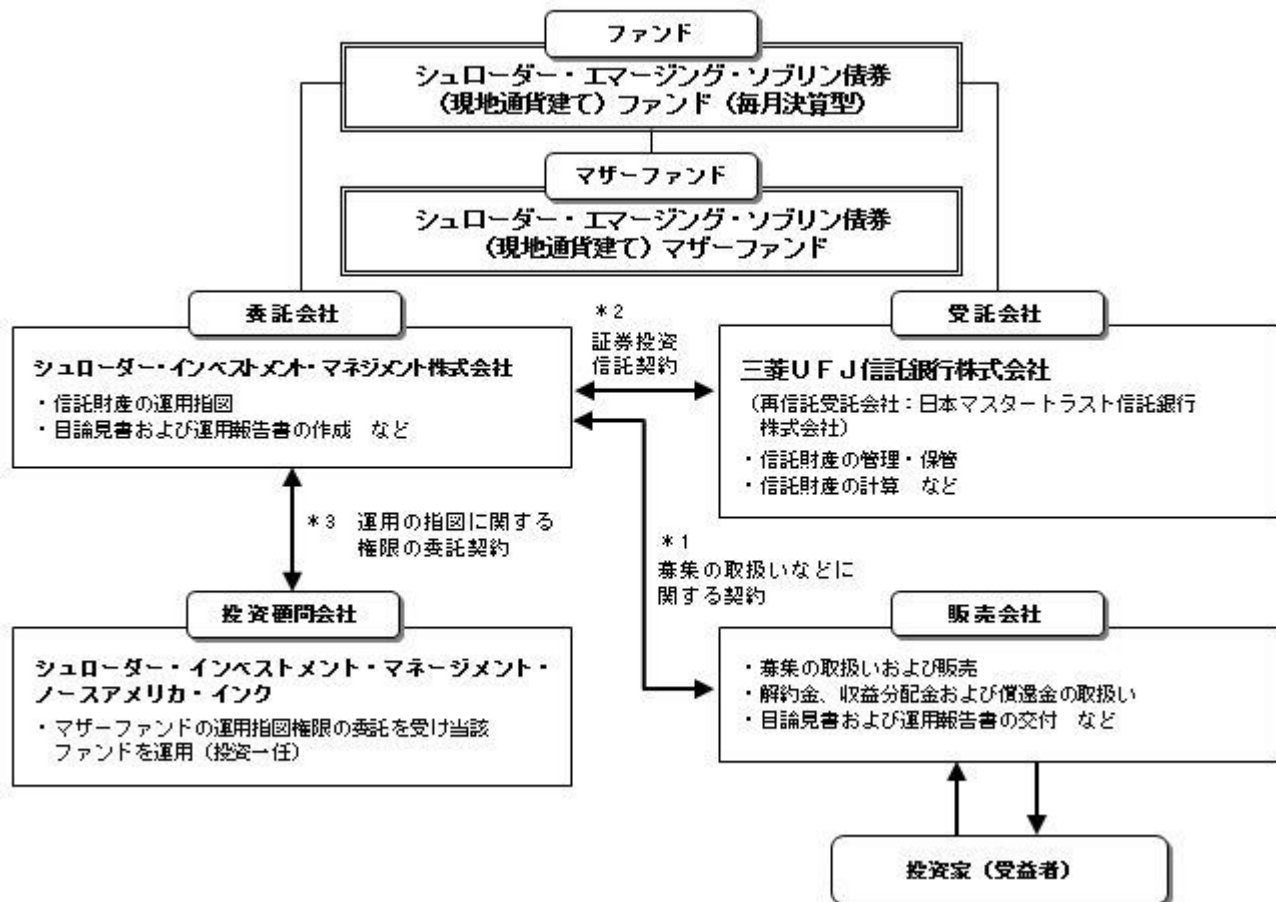 ファンド
シュローダー・エマージング・ソブリン債券
（現地通貨建て）ファンド（毎月決算型）
マザーファンド
シュローダー・エマージング・ソブリン債券
（現地通貨建て）マザーファンド
委託会社
シュローダー・インベストメント・マネジメント株式会社
・信託財産の運用指図
・目論見書および運用報告書の作成　など
＊2
証券投資
信託契約
受託会社
三菱ＵＦＪ信託銀行株式会社
（再信託受託会社：日本マスタートラスト信託銀行
株式会社）
・信託財産の管理・保管
・信託財産の計算　など
＊3　運用の指図に関する
権限の委託契約
＊1
募集の取扱いなどに
関する契約
投資顧問会社
シュローダー・インベストメント・マネージメント・
ノースアメリカ・インク
・マザーファンドの運用指図権限の委託を受け当該
ファンドを運用（投資一任）
販売会社
・募集の取扱いおよび販売
・解約金、収益分配金および償還金の取扱い
・目論見書および運用報告書の交付　など
投資家（受益者）